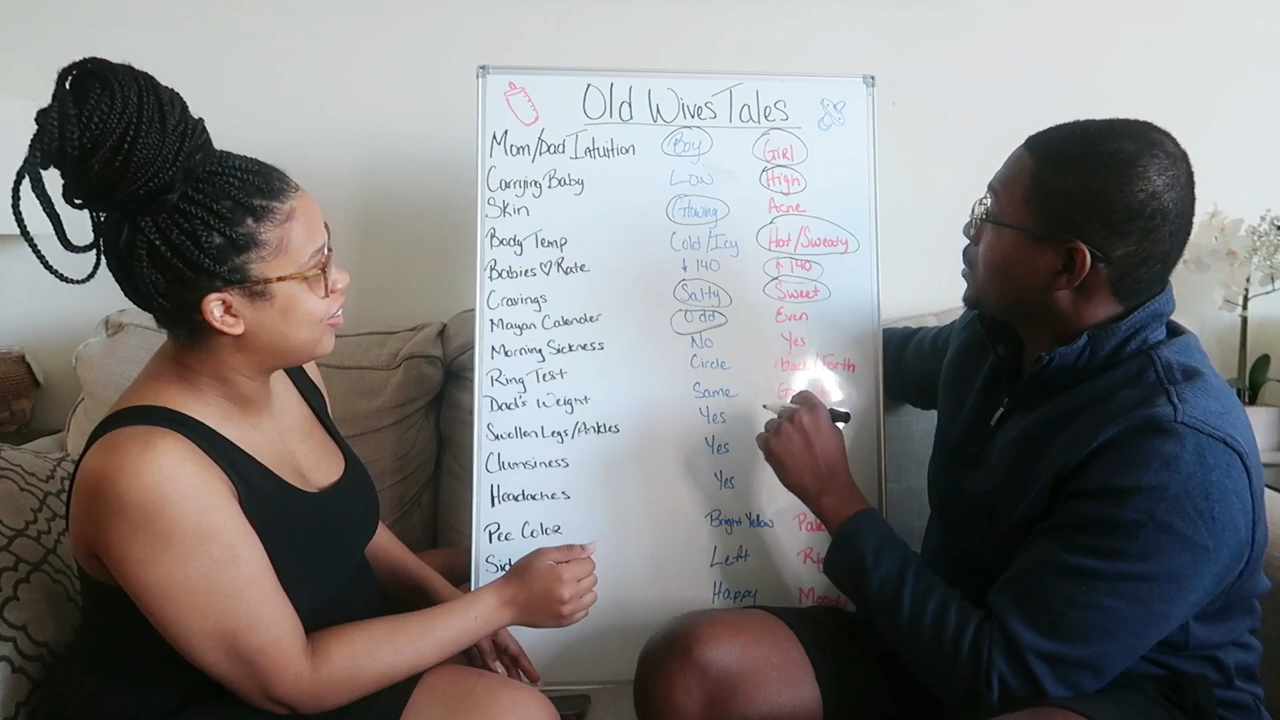 Old Wives Tales
Mom/Dad Intuition Boy Girl
Carrying Baby Low High
Skin Glowing Acne
Body Temp Cold/Icy Hot/Sweaty
Babies ♡ Rate ↓ 140 ↑ 140
Cravings Salty Sweet
Mayan Calender Odd Even
Morning Sickness No Yes
Ring Test Circle back/forth
Dad's Weight Same
Swollen Legs/Ankles Yes
Clumsiness Yes
Headaches Yes
Pee Color Bright Yellow
Left
Happy